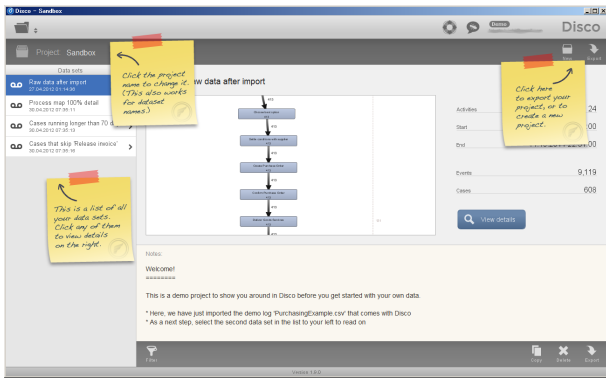 Disco - Sandbox
Demo
Disco
Project: Sandbox
New
Export
Data sets
Raw data after import
27.04.2012 01:14:36
Process map 100% detail
30.04.2012 07:35:11
Cases running longer than 70 d
30.04.2012 07:35:13
Cases that skip 'Release invoice'
30.04.2012 07:35:16
Click the project
name to change it.
(This also works
for dataset
names.)
This is a list of all
your data sets.
Click any of them
to view details
on the right.
Click here
to export your
project, or to
create a new
project.
w data after import
Activities
24
Start
:00
End
Events
9,119
Cases
608
View details
Notes:
Welcome!
========
This is a demo project to show you around in Disco before you get started with your own data.
* Here, we have just imported the demo log 'PurchasingExample.csv' that comes with Disco
* As a next step, select the second data set in the list to your left to read on
Filter
Copy
Delete
Export
Version 1.0.0